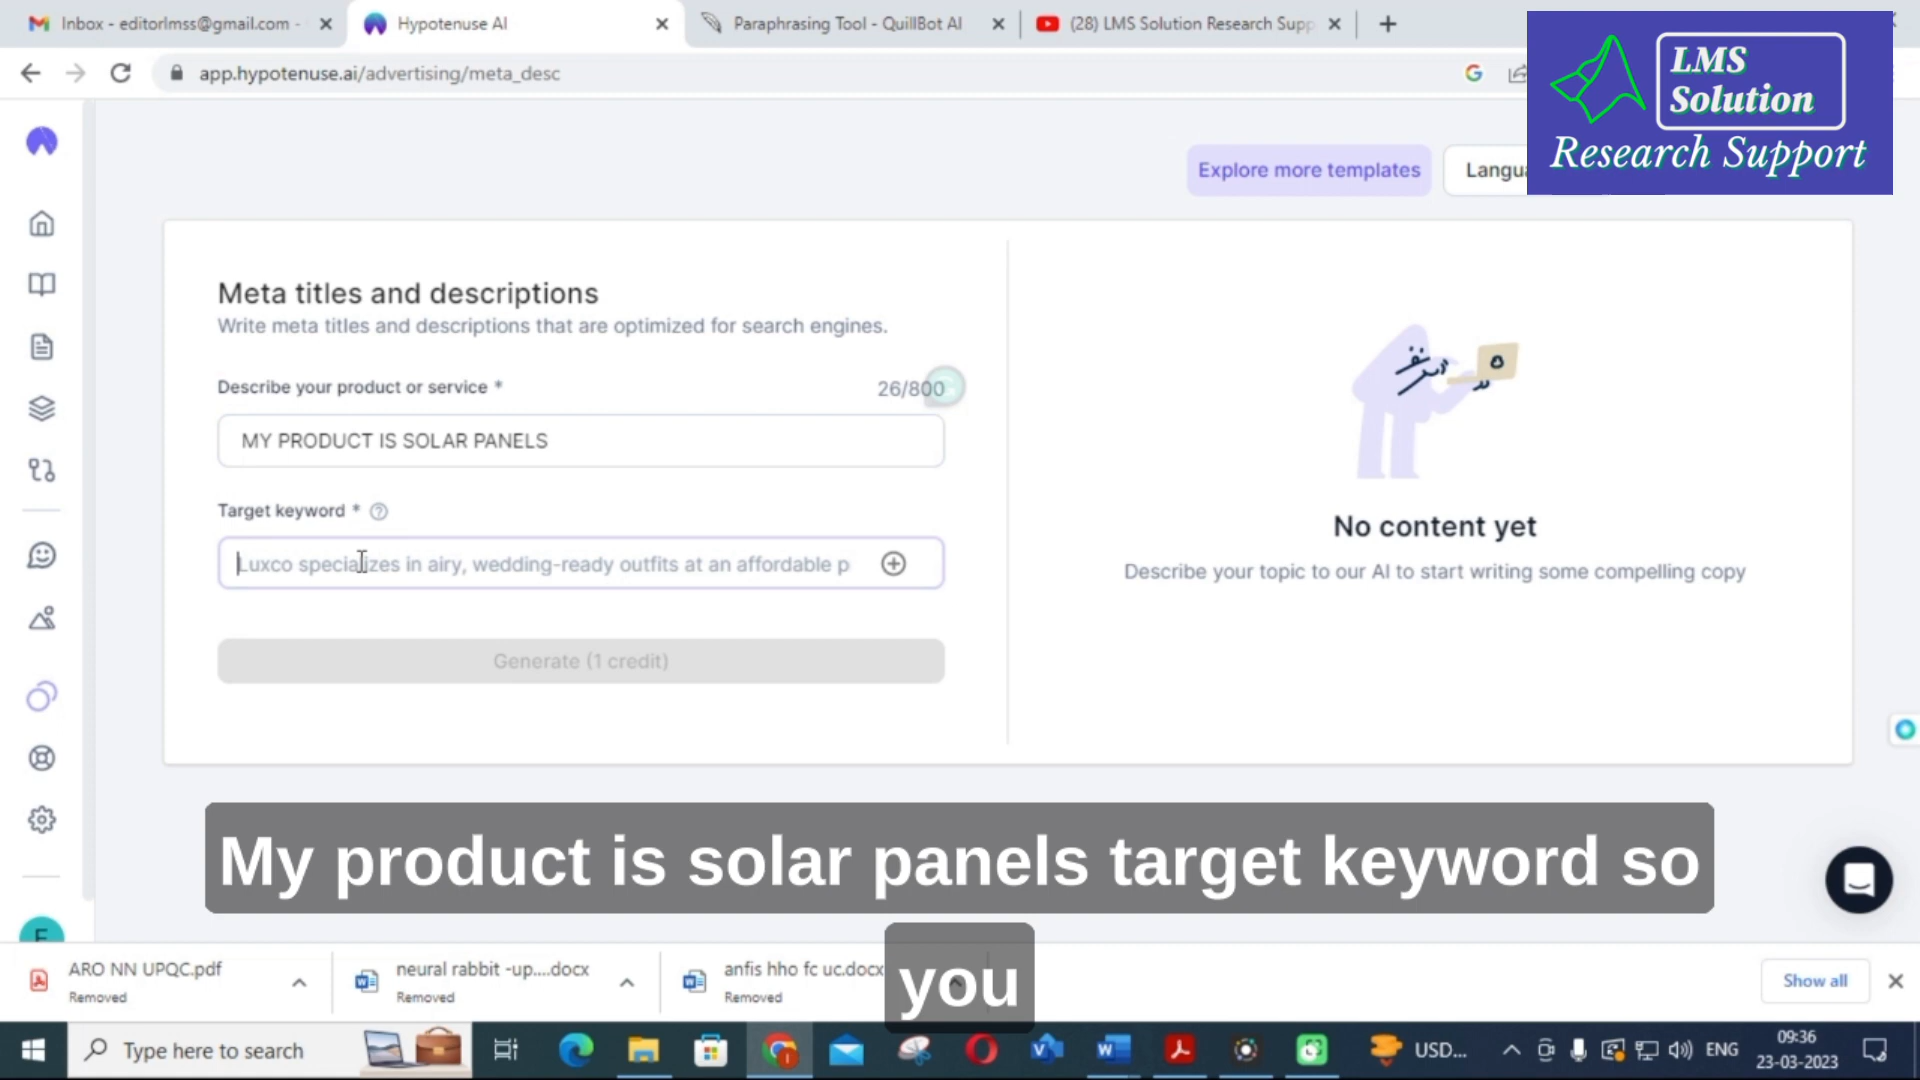 Inbox - editorlmss@gmail.com -
Hypotenuse AI
Paraphrasing Tool - QuillBot AI
(28) LMS Solution Research Supp
app.hypotenuse.ai/advertising/meta_desc
LMS
Solution
Research Support
Explore more templates
Langua
Meta titles and descriptions
Write meta titles and descriptions that are optimized for search engines.
Describe your product or service *
26/800
MY PRODUCT IS SOLAR PANELS
Target keyword *
Luxco specializes in airy, wedding-ready outfits at an affordable p
Generate (1 credit)
No content yet
Describe your topic to our AI to start writing some compelling copy
My product is solar panels target keyword so
you
E
ARO NN UPQC.pdf
Removed
neural rabbit -up....docx
Removed
anfis hho fc uc.docx
Removed
Show all
Type here to search
USD...
ENG
09:36
23-03-2023